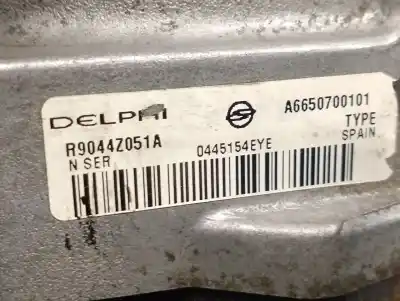 DELPHI
A6650700101
R9044Z051A
TYPE
N SER
0445154EYE
SPAIN